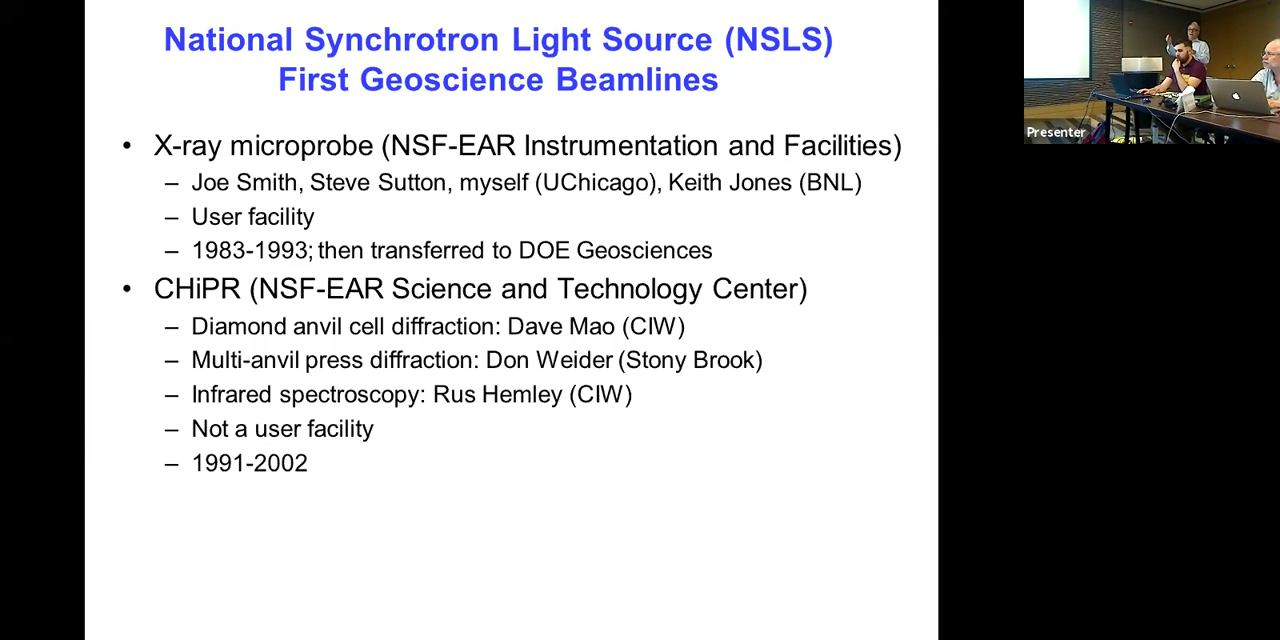 National Synchrotron Light Source (NSLS)
First Geoscience Beamlines
• X-ray microprobe (NSF-EAR Instrumentation and Facilities)
– Joe Smith, Steve Sutton, myself (UChicago), Keith Jones (BNL)
– User facility
– 1983-1993; then transferred to DOE Geosciences
• CHiPR (NSF-EAR Science and Technology Center)
– Diamond anvil cell diffraction: Dave Mao (CIW)
– Multi-anvil press diffraction: Don Weider (Stony Brook)
– Infrared spectroscopy: Rus Hemley (CIW)
– Not a user facility
– 1991-2002
Presenter